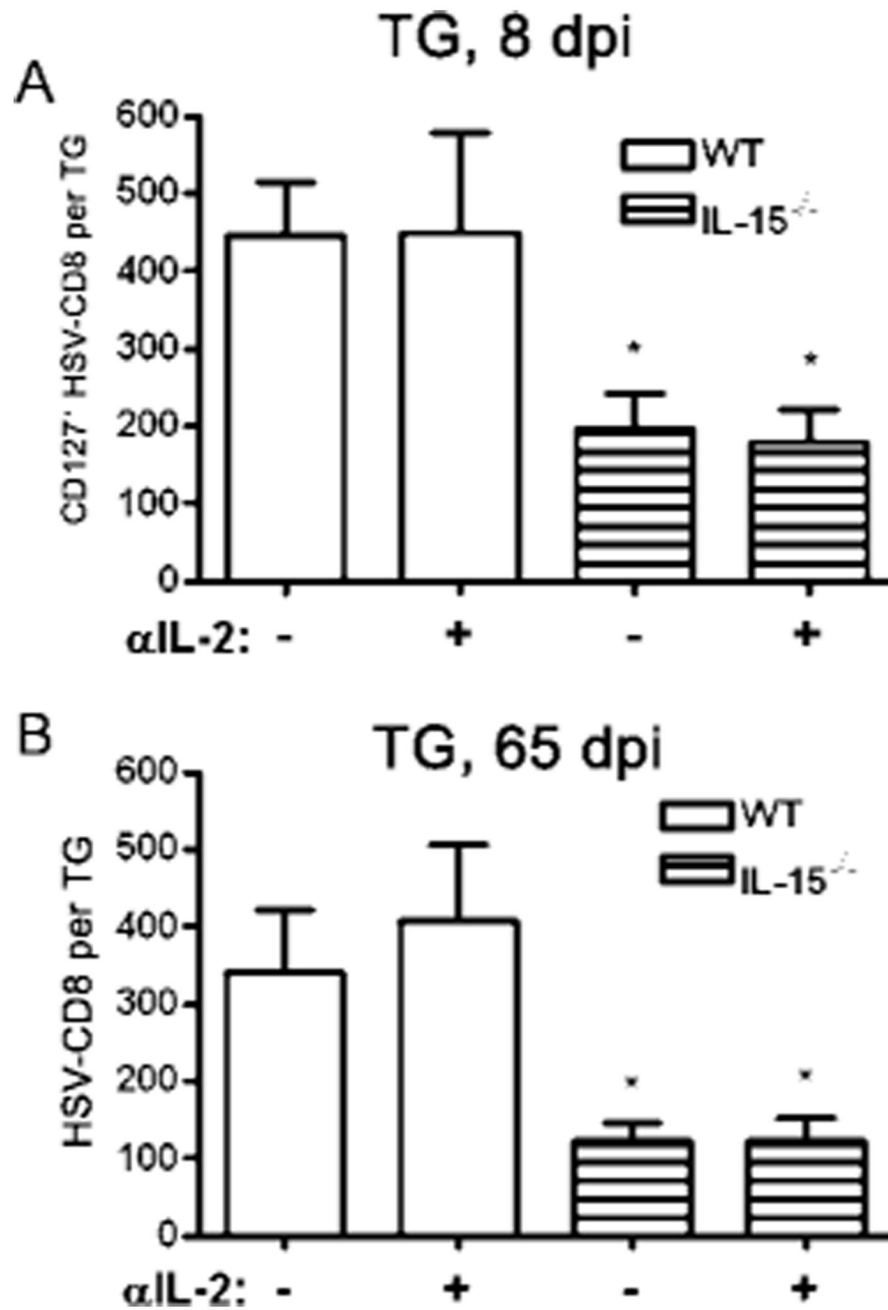 TG, 8 dpi
A
CD127⁺ HSV-CD8 per TG
600
500
400
300
200
100
0
WT
IL-15-/-
*
*
αIL-2: - + - +
B
TG, 65 dpi
HSV-CD8 per TG
600
500
400
300
200
100
0
WT
IL-15-/-
*
*
αIL-2: - + - +